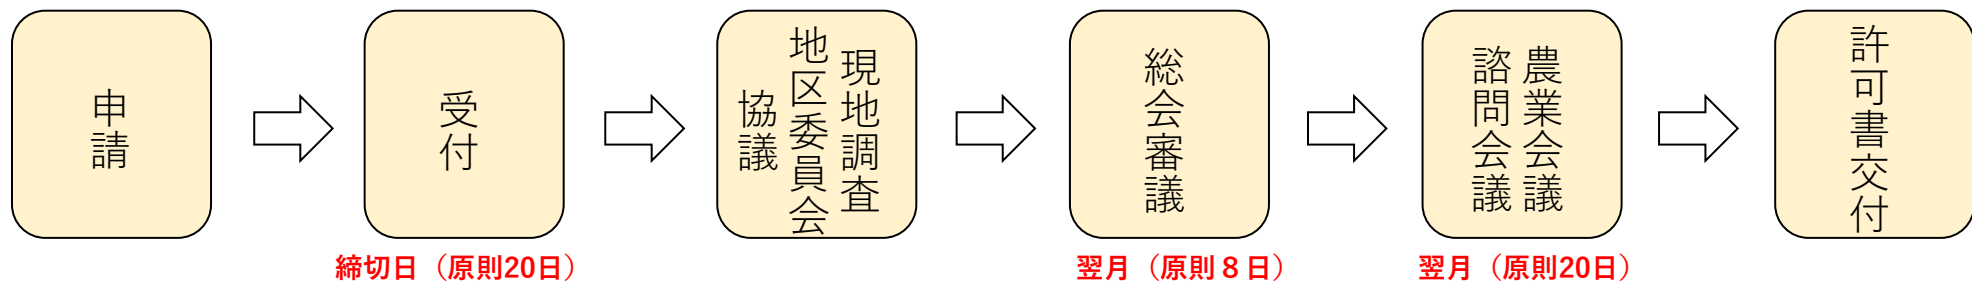 申請
受付
現地調査
地区委員会
協議
総会審議
農業会議
諮問会議
許可書交付
締切日（原則20日）
翌月（原則８日）
翌月（原則20日）